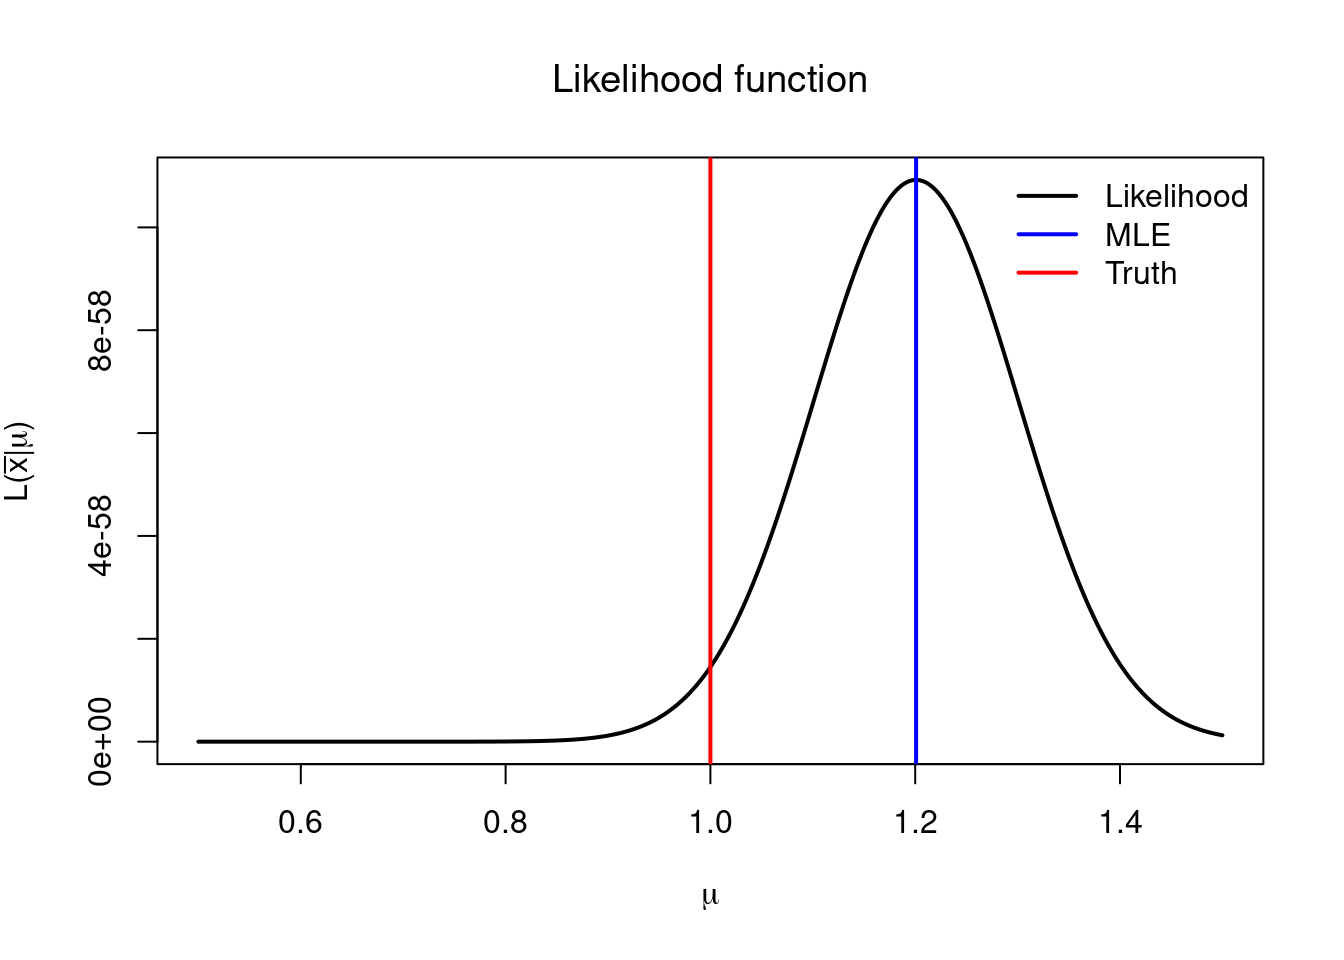 Likelihood function
Likelihood
MLE
Truth
L(x̅|μ)
8e-58
4e-58
0e+00
0.6 0.8 1.0 1.2 1.4
μ